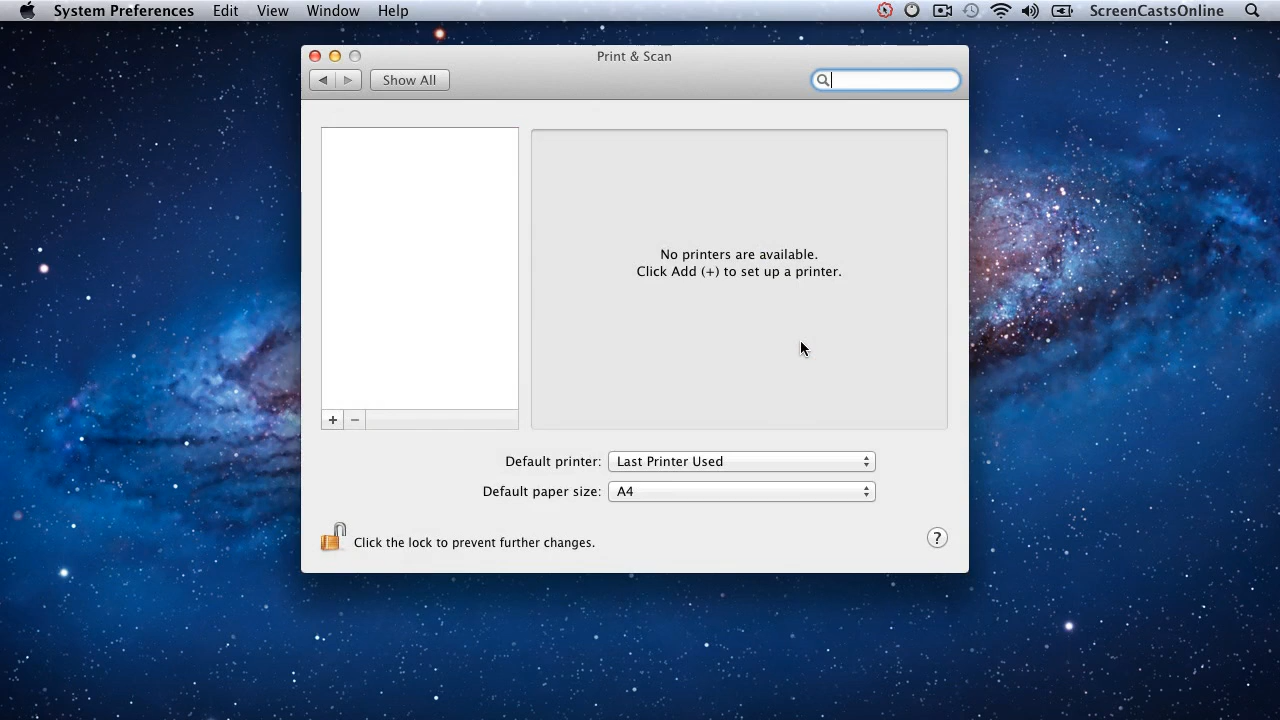 System Preferences Edit View Window Help ScreenCastsOnline
Print & Scan
Show All
No printers are available.
Click Add (+) to set up a printer.
+ −
Default printer: Last Printer Used
Default paper size: A4
Click the lock to prevent further changes. ?